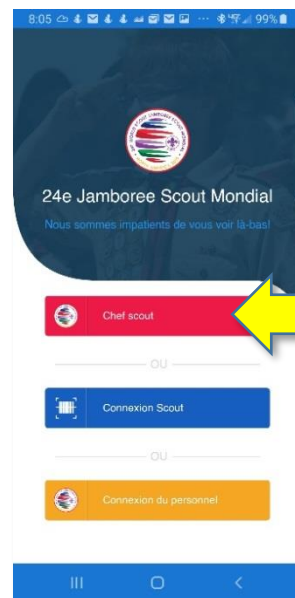 8:05 99%
24e Jamboree Scout Mondial
Nous sommes impatients de vous voir là-bas!
Chef scout
OU
Connexion Scout
OU
Connexion du personnel